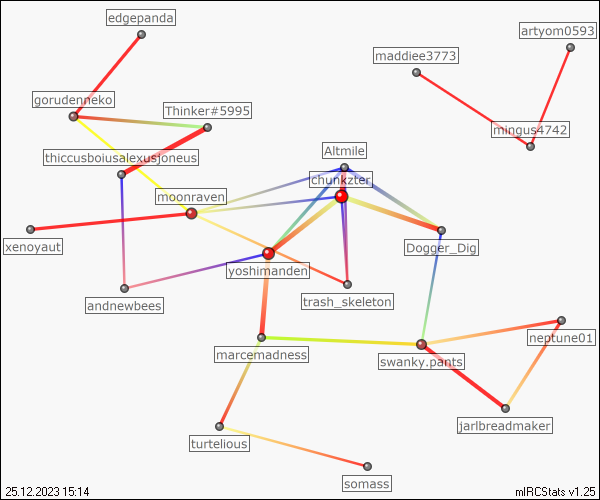 edgepanda
artyom0593
maddiee3773
gorudenneko
Thinker#5995
mingus4742
Altmile
thiccusboiusalexusjoneus
chunkzter
moonraven
xenoyaut
Dogger_Dig
yoshimanden
andnewbees
trash_skeleton
neptune01
marcemadness
swanky.pants
jarlbreadmaker
turtelious
somass
25.12.2023 15:14
mIRCStats v1.25